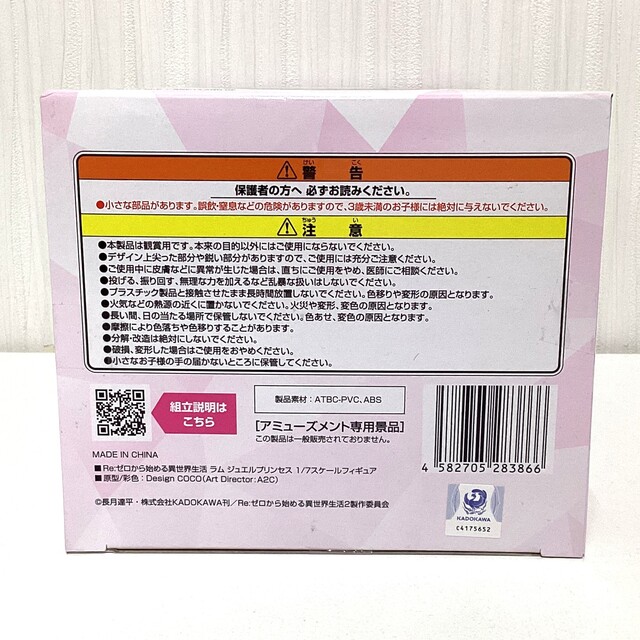 警告
けい こく
保護者の方へ 必ずお読みください。
●小さな部品があります。誤飲・窒息などの危険がありますので、3歳未満のお子様には絶対に与えないでください。
注意
ちゅう い
●本製品は観賞用です。本来の目的以外にはご使用にならないでください。
●デザイン上尖った部分や鋭い部分がありますので、ご使用には充分ご注意ください。
●ご使用中に皮膚などに異常が生じた場合は、直ちにご使用をやめ、医師にご相談ください。
●投げる、振り回す、無理な力を加えるなど乱暴な扱いはしないでください。
●プラスチック製品と接触させたまま長時間放置しないでください。色移りや変形の原因となります。
●火気などの熱源の近くに置かないでください。火災や変形、変色の原因となります。
●長い間、日の当たる場所で保管しないでください。色あせ、変色の原因となります。
●摩擦により色落ちや色移りすることがあります。
●分解・改造は絶対にしないでください。
●破損、変形した場合はご使用をおやめください。
●小さなお子様の手の届かないところに保管してください。
組立説明は
こちら
製品素材：ATBC-PVC、ABS
[アミューズメント専用景品]
この製品は一般販売されておりません。
4 582705 283866
MADE IN CHINA
■Re:ゼロから始める異世界生活 ラム ジュエルプリンセス 1/7スケールフィギュア
■原型/彩色：Design COCO(Art Director:A2C)
©長月達平・株式会社KADOKAWA刊／Re:ゼロから始める異世界生活2製作委員会
KADOKAWA
C4175652